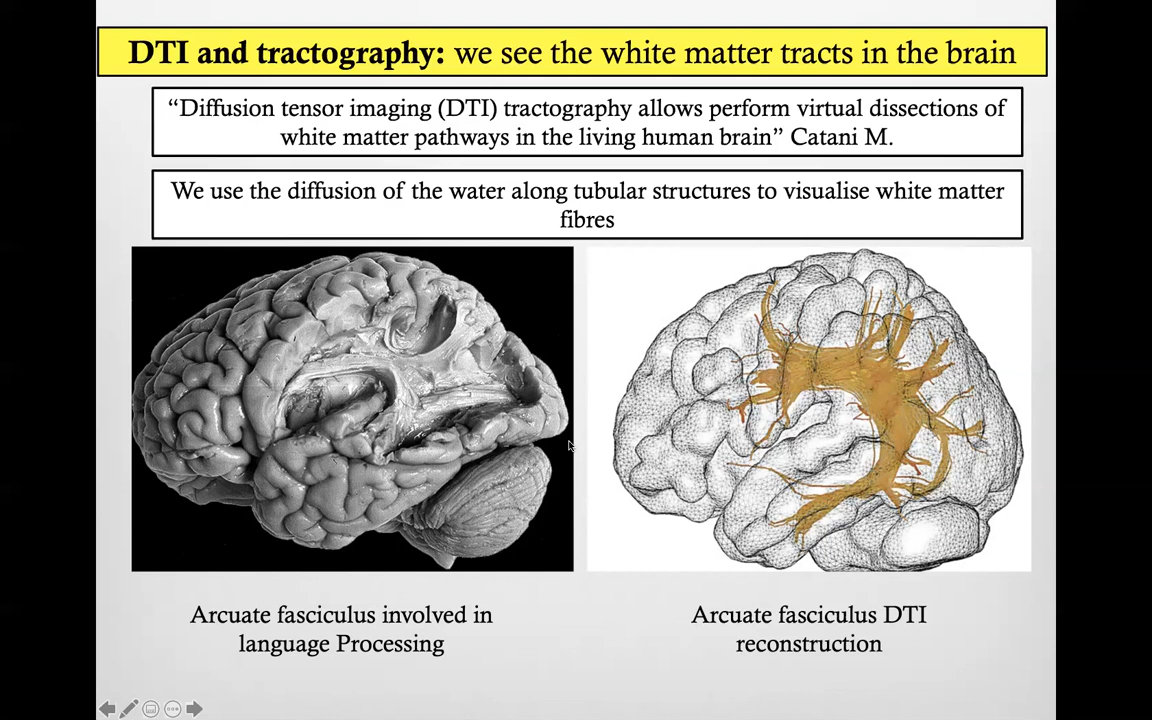 DTI and tractography: we see the white matter tracts in the brain
“Diffusion tensor imaging (DTI) tractography allows perform virtual dissections of
white matter pathways in the living human brain” Catani M.
We use the diffusion of the water along tubular structures to visualise white matter
fibres
Arcuate fasciculus involved in
language Processing
Arcuate fasciculus DTI
reconstruction